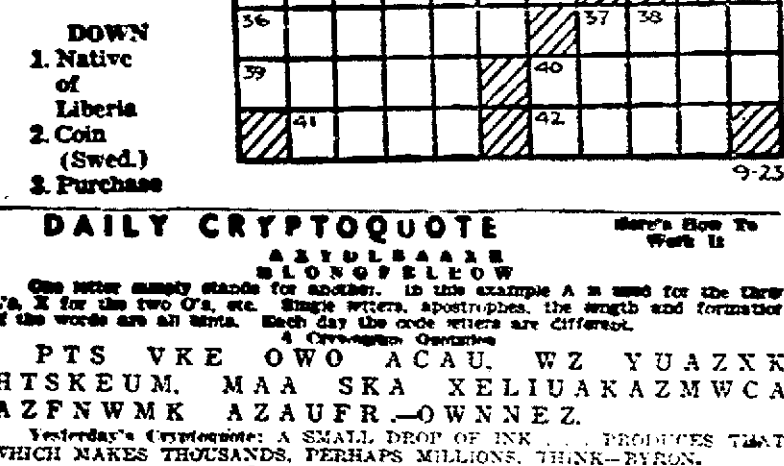 36 37 38
DOWN
1. Native
of
Liberia
39 40
2. Coin
(Swed.)
41 42
3. Purchase
9-23
DAILY CRYPTOQUOTE
Here's How To
Work It
A X Y D L B A A X R
L O N G F E L L O W
One letter simply stands for another. In this example A is used for the three
L's, X for the two O's, etc. Single letters, apostrophes, the length and formation
of the words are all hints. Each day the code letters are different.
A Cryptogram Quotation
PTS VKE OWO ACAU, WZ YUAZXK
HTSKEUM, MAA SKA XELIUAKAZMWCA
AZFNWMK AZAUFR.—OWNNEZ.
Yesterday's Cryptoquote: A SMALL DROP OF INK . . . PRODUCES THAT
WHICH MAKES THOUSANDS, PERHAPS MILLIONS, THINK—BYRON.